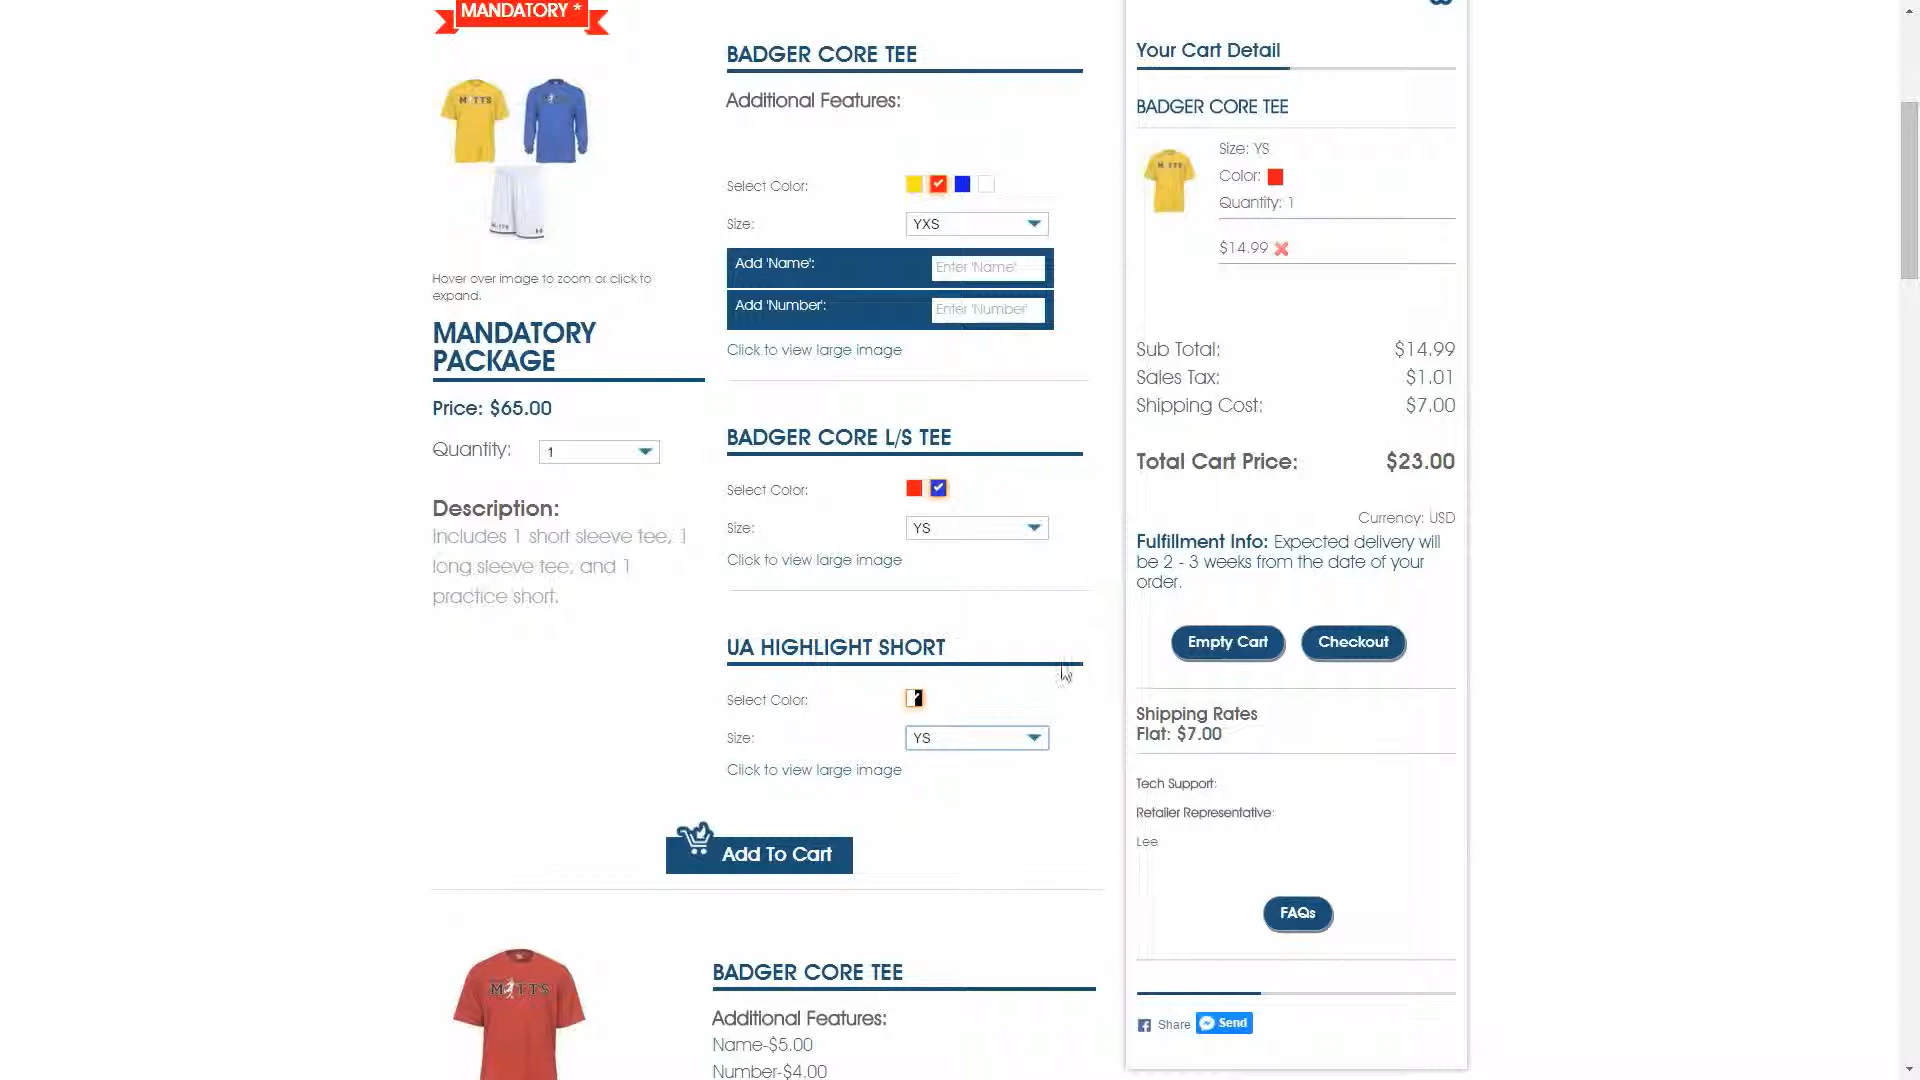 MANDATORY *
Hover over image to zoom or click to
expand.
MANDATORY
PACKAGE
Price: $65.00
Quantity: 1
Description:
Includes 1 short sleeve tee, 1
long sleeve tee, and 1
practice short.
BADGER CORE TEE
Additional Features:
Select Color:
Size: YXS
Add 'Name': Enter 'Name'
Add 'Number': Enter 'Number'
Click to view large image
BADGER CORE L/S TEE
Select Color:
Size: YS
Click to view large image
UA HIGHLIGHT SHORT
Select Color:
Size: YS
Click to view large image
Add To Cart
BADGER CORE TEE
Additional Features:
Name-$5.00
Number-$4.00
Your Cart Detail
BADGER CORE TEE
Size: YS
Color:
Quantity: 1
$14.99
Sub Total: $14.99
Sales Tax: $1.01
Shipping Cost: $7.00
Total Cart Price: $23.00
Currency: USD
Fulfillment Info: Expected delivery will
be 2 - 3 weeks from the date of your
order.
Empty Cart Checkout
Shipping Rates
Flat: $7.00
Tech Support:
Retailer Representative:
Lee
FAQs
Share Send